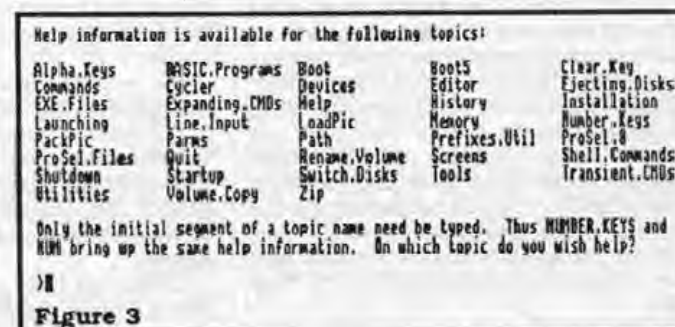 Help information is available for the following topics:
Alpha.Keys BASIC.Programs Boot Boot5 Clear.Key
Commands Cycler Devices Editor Ejecting.Disks
EXE.Files Expanding.CMDs Help History Installation
Launching Line.Input LoadPic Memory Number.Keys
PackPic Parms Path Prefixes.Util ProSel.8
ProSel.Files Quit Rename.Volume Screens Shell.Commands
Shutdown Startup Switch.Disks Tools Transient.CMDs
Utilities Volume.Copy Zip
Only the initial segment of a topic name need be typed. Thus NUMBER.KEYS and
NUM bring up the same help information. On which topic do you wish help?
>
Figure 3